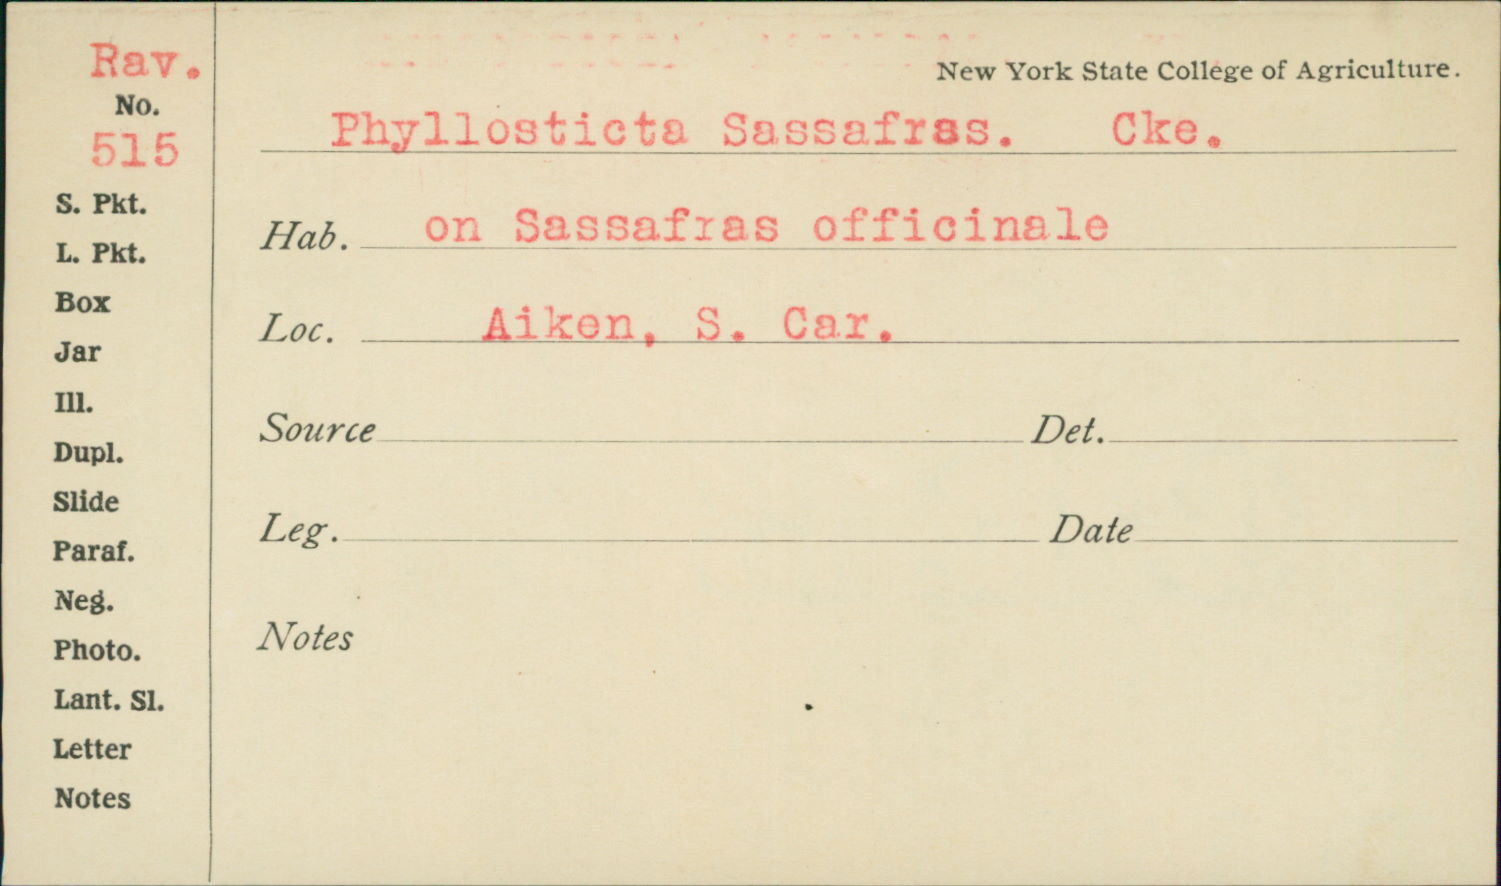 Rav.
No.
515
S. Pkt.
L. Pkt.
Box
Jar
Ill.
Dupl.
Slide
Paraf.
Neg.
Photo.
Lant. Sl.
Letter
Notes
New York State College of Agriculture.
Phyllosticta Sassafras. Cke.
Hab. on Sassafras officinale
Loc. Aiken, S. Car.
Source Det.
Leg. Date
Notes